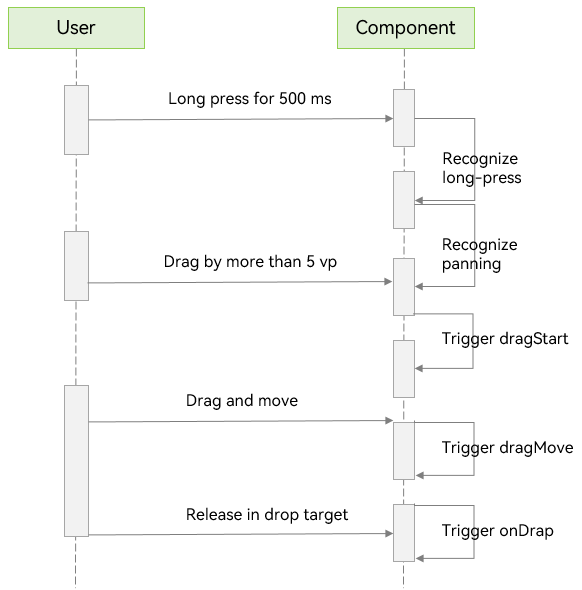 User
Component
Long press for 500 ms
Recognize
long-press
Recognize
panning
Drag by more than 5 vp
Trigger dragStart
Drag and move
Trigger dragMove
Release in drop target
Trigger onDrap